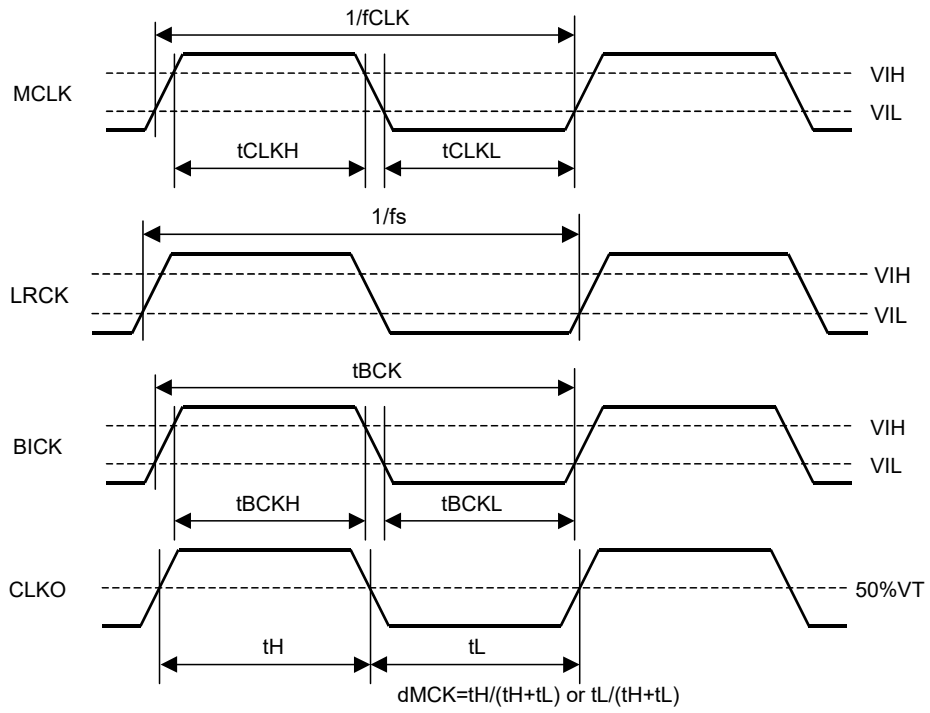 1/fCLK
MCLK
VIH
VIL
tCLKH
tCLKL
1/fs
LRCK
VIH
VIL
tBCK
BICK
VIH
VIL
tBCKH
tBCKL
CLKO
50%VT
tH
tL
dMCK=tH/(tH+tL) or tL/(tH+tL)